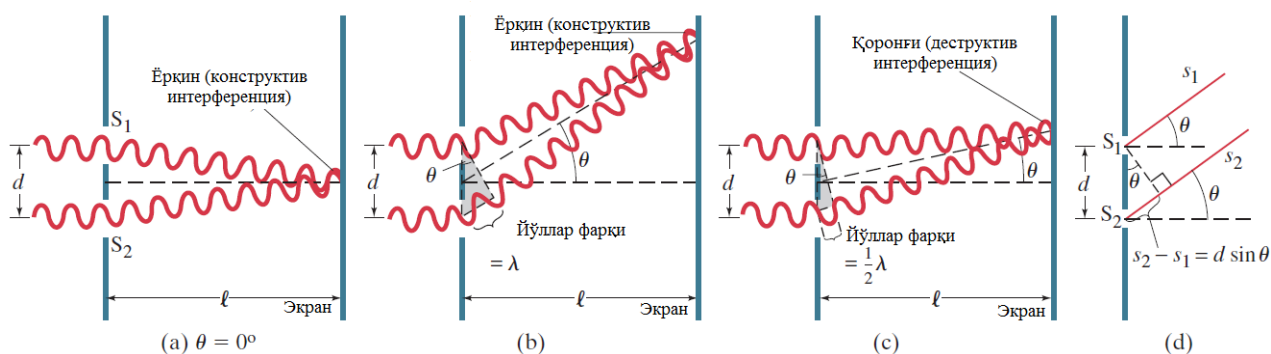 Ёрқин (конструктив
интерференция)
S₁
d
S₂
ℓ
Экран
(a) θ = 0º
Ёрқин (конструктив
интерференция)
d
θ
θ
Йўллар фарқи
= λ
ℓ
Экран
(b)
Қоронғи (деструктив
интерференция)
d
θ
θ
Йўллар фарқи
= ½λ
ℓ
Экран
(c)
s₁
S₁
θ
s₂
d
θ
θ
S₂
s₂ − s₁ = d sin θ
(d)